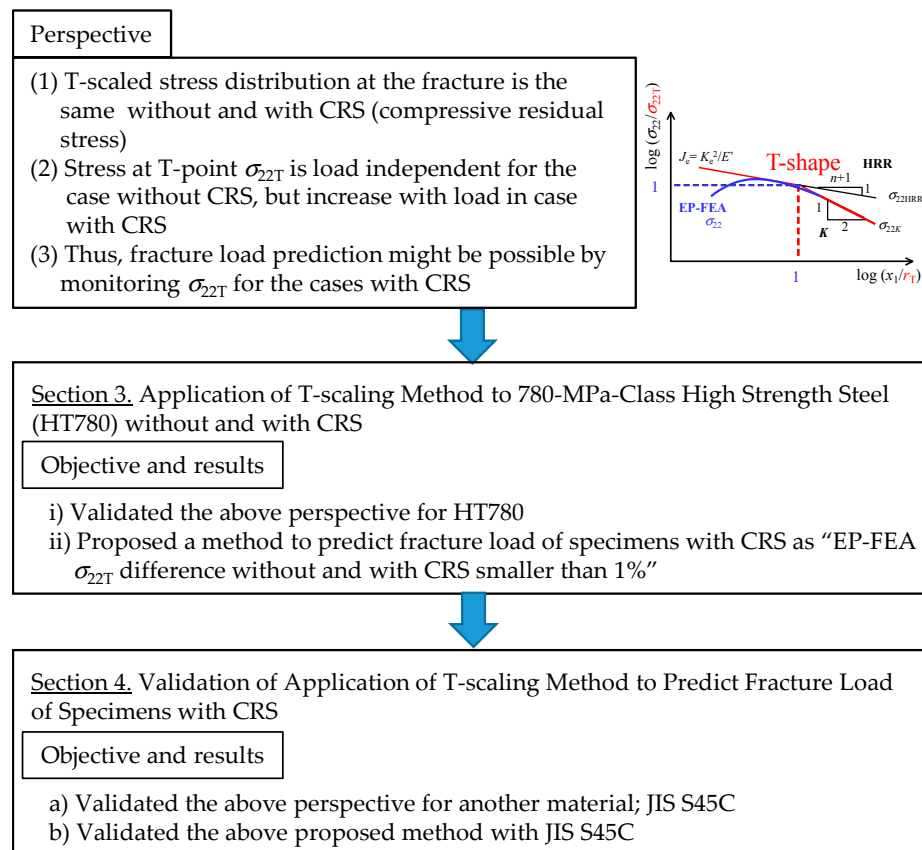 Perspective
(1) T-scaled stress distribution at the fracture is the
same without and with CRS (compressive residual
stress)
(2) Stress at T-point σ22T is load independent for the
case without CRS, but increase with load in case
with CRS
(3) Thus, fracture load prediction might be possible by
monitoring σ22T for the cases with CRS
log (σ22/σ22T)
Je= Ke²/E'
T-shape
HRR
n+1
1
σ22HRR
1
EP-FEA
σ22
1
K
2
σ22K
1
log (x1/rT)
Section 3. Application of T-scaling Method to 780-MPa-Class High Strength Steel
(HT780) without and with CRS
Objective and results
i) Validated the above perspective for HT780
ii) Proposed a method to predict fracture load of specimens with CRS as “EP-FEA
σ22T difference without and with CRS smaller than 1%”
Section 4. Validation of Application of T-scaling Method to Predict Fracture Load
of Specimens with CRS
Objective and results
a) Validated the above perspective for another material; JIS S45C
b) Validated the above proposed method with JIS S45C